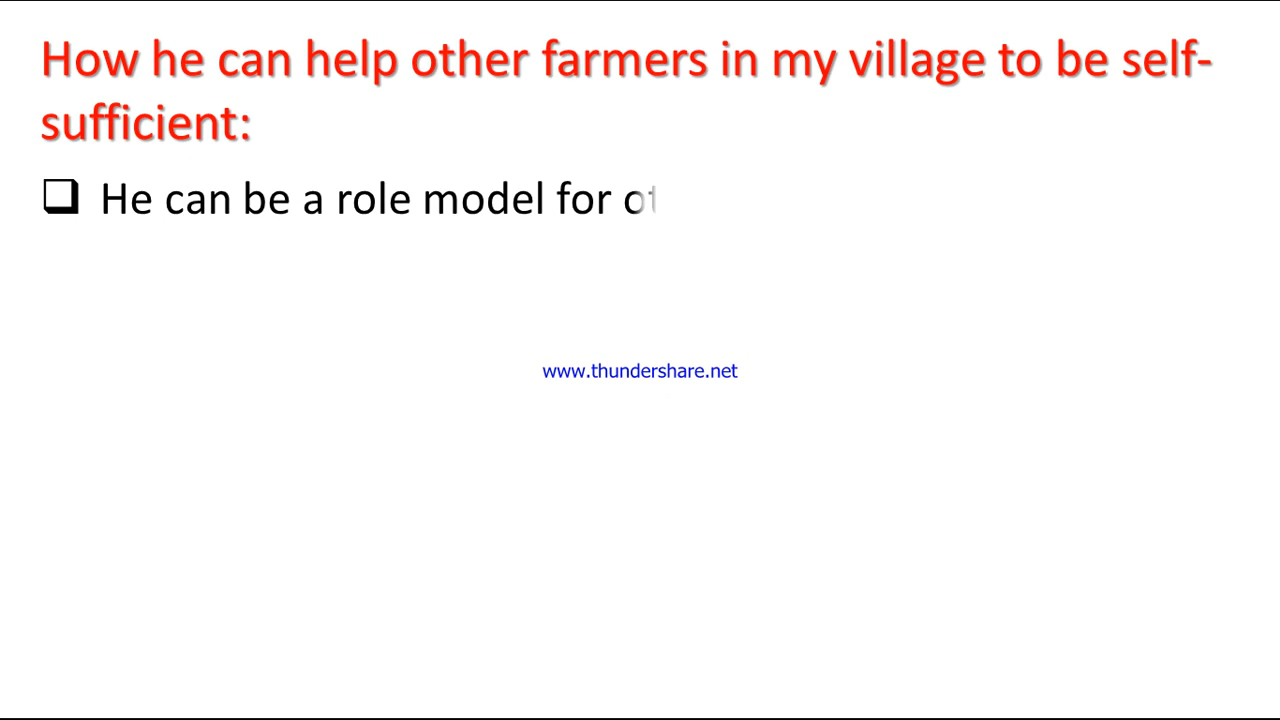 How he can help other farmers in my village to be self-
sufficient:
❑ He can be a role model for
www.thundershare.net